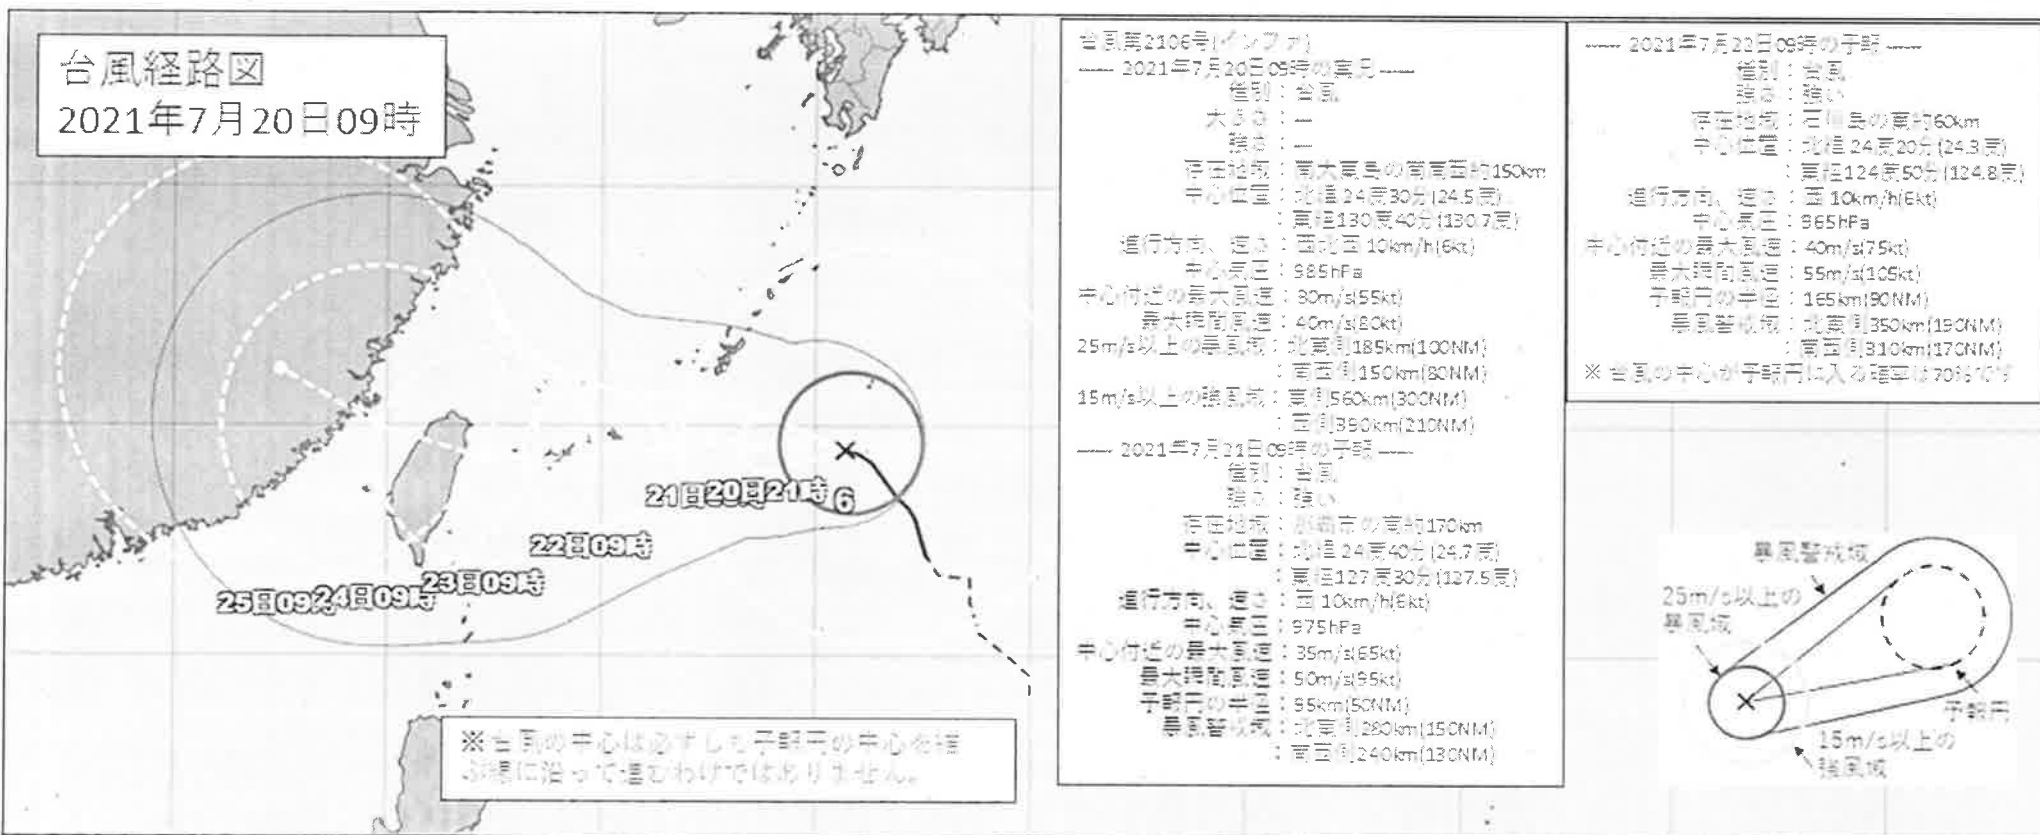 台風経路図
2021年7月20日09時
21日20日21時
6
22日09時
23日09時
24日09時
25日09時
※台風の中心は必ずしも予報円の中心を結
ぶ線に沿って進むわけではありません。
台風第2106号(インファ)
----- 2021年7月20日09時の実況 -----
種別：台風
大きさ：―
強さ：―
存在地域：南大東島の南南西約150km
中心位置：北緯24度30分(24.5度)
：東経130度40分(130.7度)
進行方向、速さ：西北西 10km/h(6kt)
中心気圧：985hPa
中心付近の最大風速：30m/s(55kt)
最大瞬間風速：40m/s(80kt)
25m/s以上の暴風域：北東側185km(100NM)
：南西側150km(80NM)
15m/s以上の強風域：東側560km(300NM)
：西側390km(210NM)
----- 2021年7月21日09時の予報 -----
種別：台風
強さ：強い
存在地域：那覇市の南約170km
中心位置：北緯24度40分(24.7度)
：東経127度30分(127.5度)
進行方向、速さ：西 10km/h(6kt)
中心気圧：975hPa
中心付近の最大風速：35m/s(65kt)
最大瞬間風速：50m/s(95kt)
予報円の半径：95km(50NM)
暴風警戒域：北東側280km(150NM)
：南西側240km(130NM)
----- 2021年7月22日09時の予報 -----
種別：台風
強さ：強い
存在地域：石垣島の東約60km
中心位置：北緯24度20分(24.3度)
：東経124度50分(124.8度)
進行方向、速さ：西 10km/h(6kt)
中心気圧：965hPa
中心付近の最大風速：40m/s(75kt)
最大瞬間風速：55m/s(105kt)
予報円の半径：165km(90NM)
暴風警戒域：北東側350km(190NM)
：南西側310km(170NM)
※ 台風の中心が予報円に入る確率は70%です
暴風警戒域
25m/s以上の
暴風域
予報円
15m/s以上の
強風域